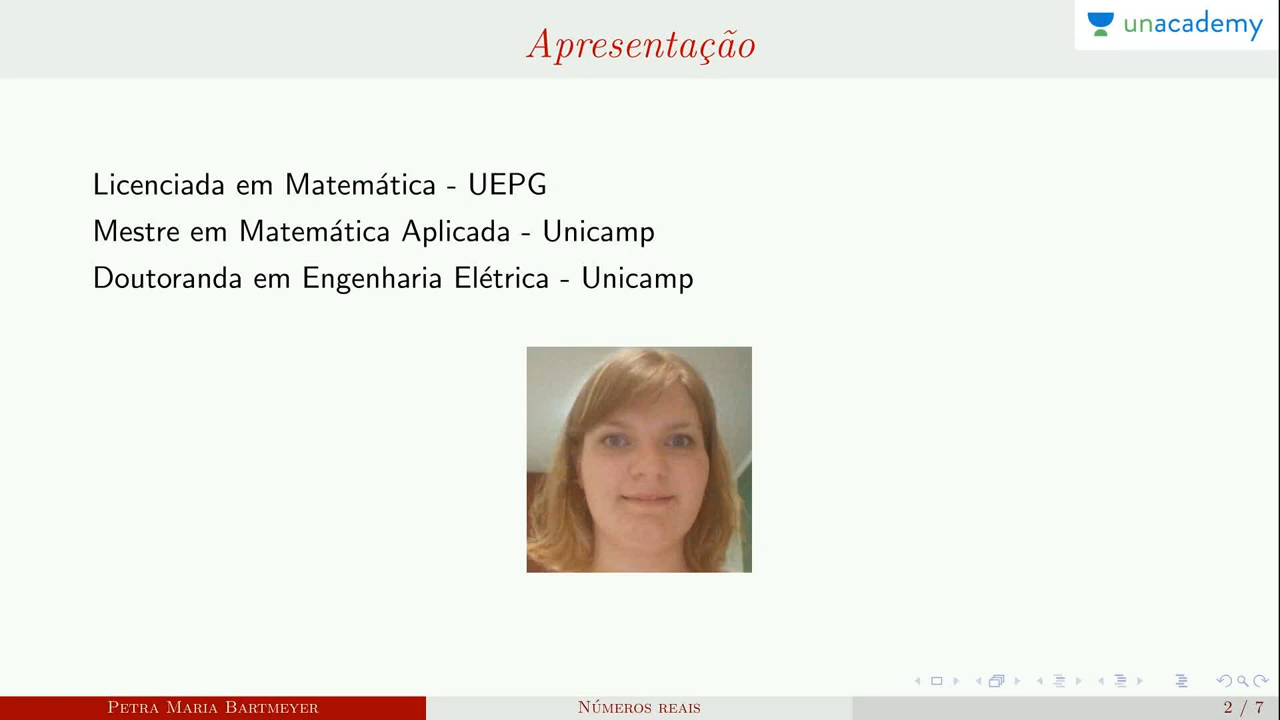 Apresentação
unacademy
Licenciada em Matemática - UEPG
Mestre em Matemática Aplicada - Unicamp
Doutoranda em Engenharia Elétrica - Unicamp
Petra Maria Bartmeyer
Números reais
2 / 7